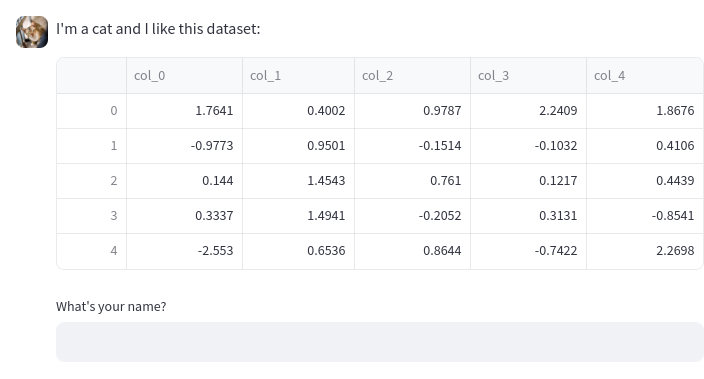 I'm a cat and I like this dataset:
col_0 col_1 col_2 col_3 col_4
0 1.7641 0.4002 0.9787 2.2409 1.8676
1 -0.9773 0.9501 -0.1514 -0.1032 0.4106
2 0.144 1.4543 0.761 0.1217 0.4439
3 0.3337 1.4941 -0.2052 0.3131 -0.8541
4 -2.553 0.6536 0.8644 -0.7422 2.2698
What's your name?